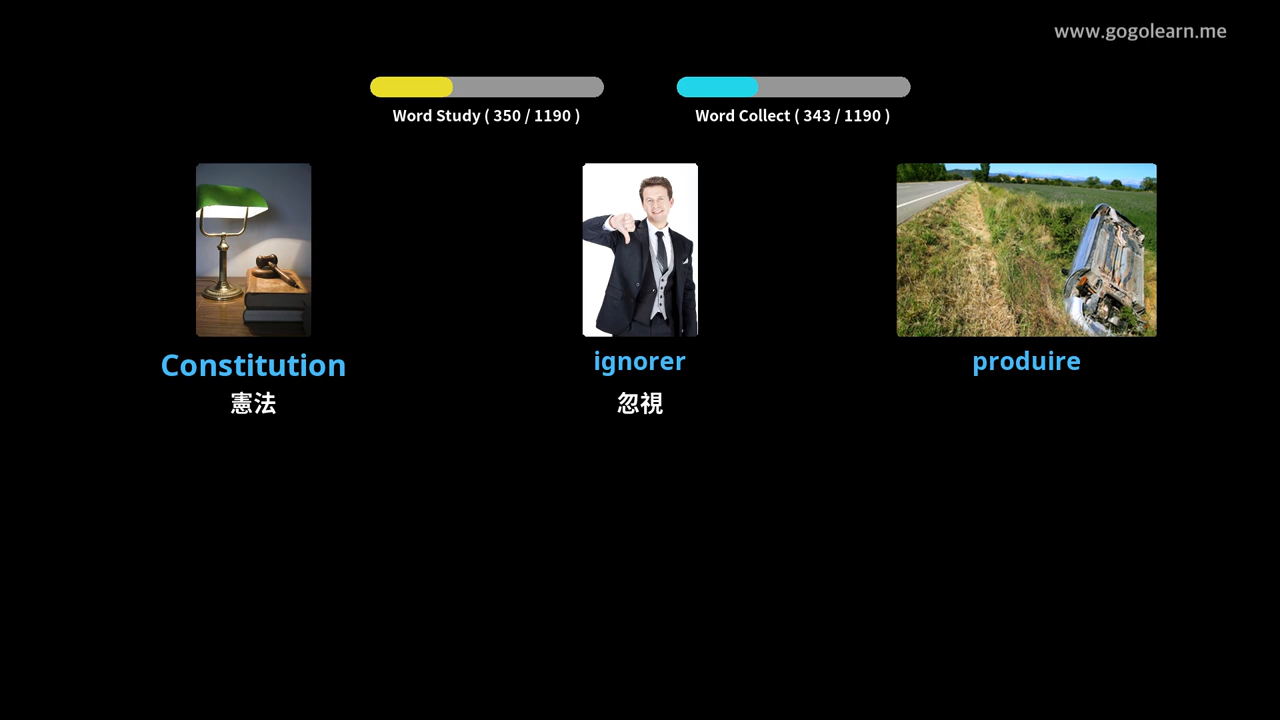 www.gogolearn.me
Word Study ( 350 / 1190 )
Word Collect ( 343 / 1190 )
Constitution
憲法
ignorer
忽視
produire